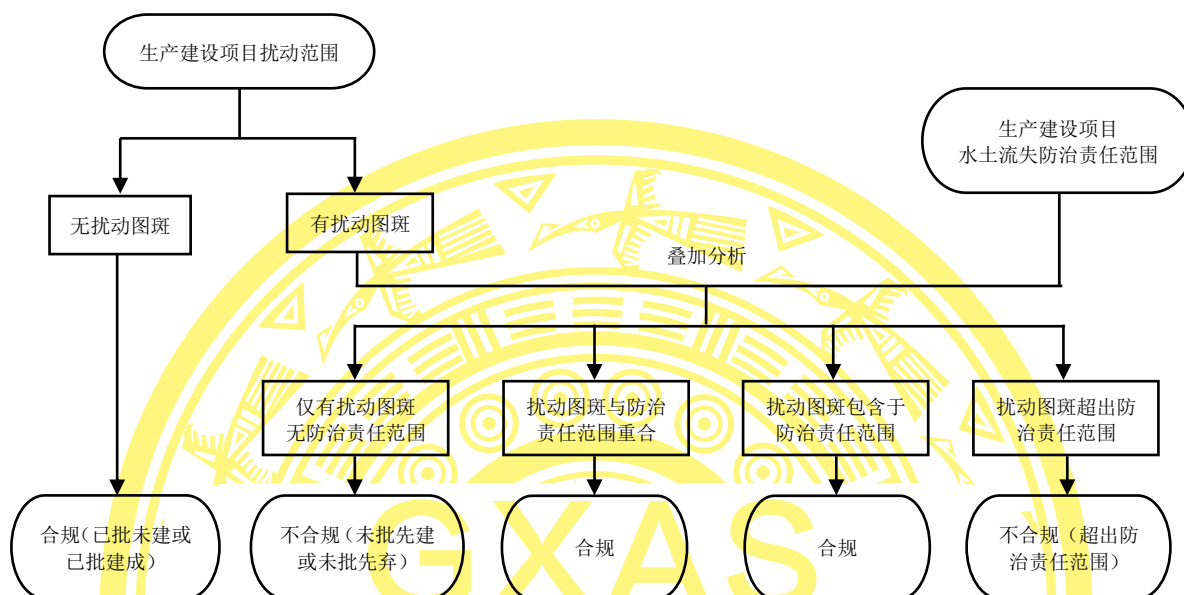 生产建设项目扰动范围
生产建设项目
水土流失防治责任范围
无扰动图斑
有扰动图斑
叠加分析
仅有扰动图斑
无防治责任范围
扰动图斑与防治
责任范围重合
扰动图斑包含于
防治责任范围
扰动图斑超出防
治责任范围
合规（已批未建或
已批建成）
不合规（未批先建
或未批先弃）
合规
合规
不合规（超出防
治责任范围）
GXAS